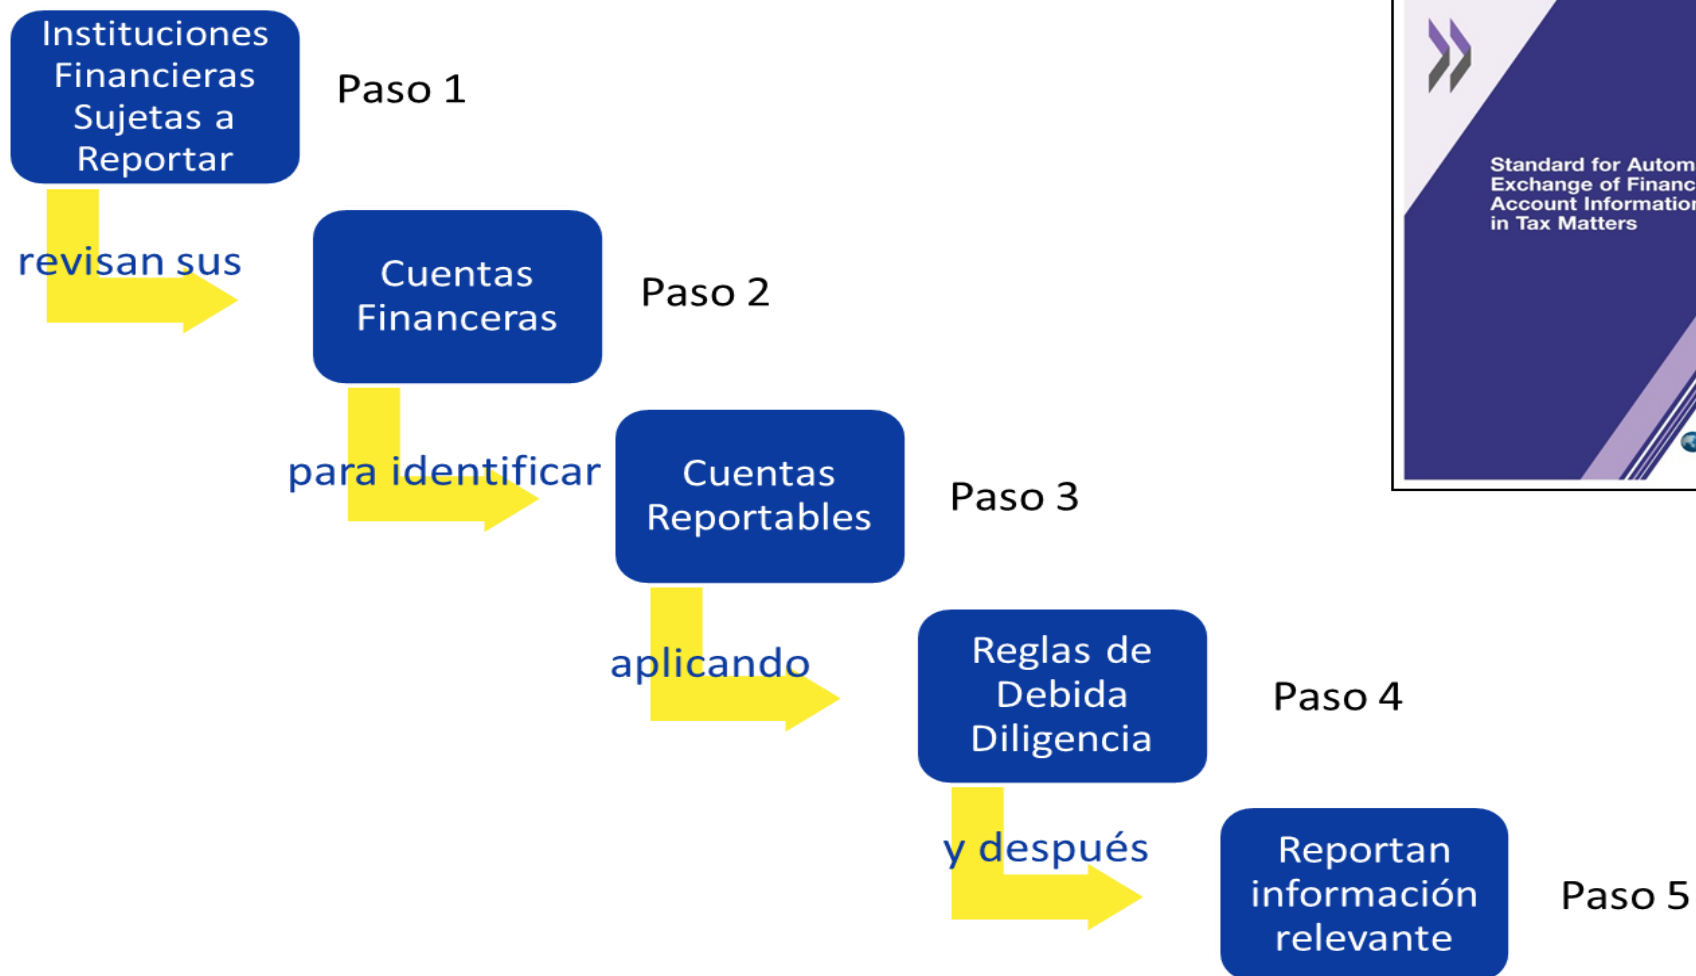 Instituciones
Financieras
Sujetas a
Reportar
Paso 1
revisan sus
Cuentas
Financeras
Paso 2
para identificar
Cuentas
Reportables
Paso 3
aplicando
Reglas de
Debida
Diligencia
Paso 4
y después
Reportan
información
relevante
Paso 5
Standard for Autom
Exchange of Financ
Account Information
in Tax Matters